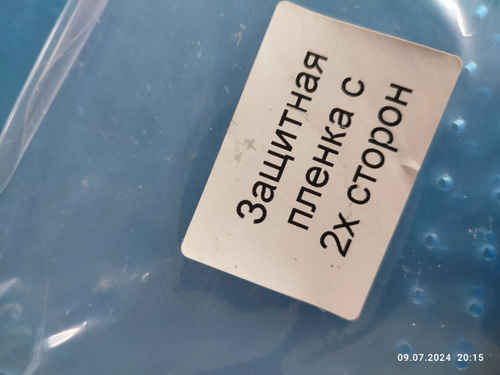 Защитная
пленка с
2х сторон
09.07.2024 20:15